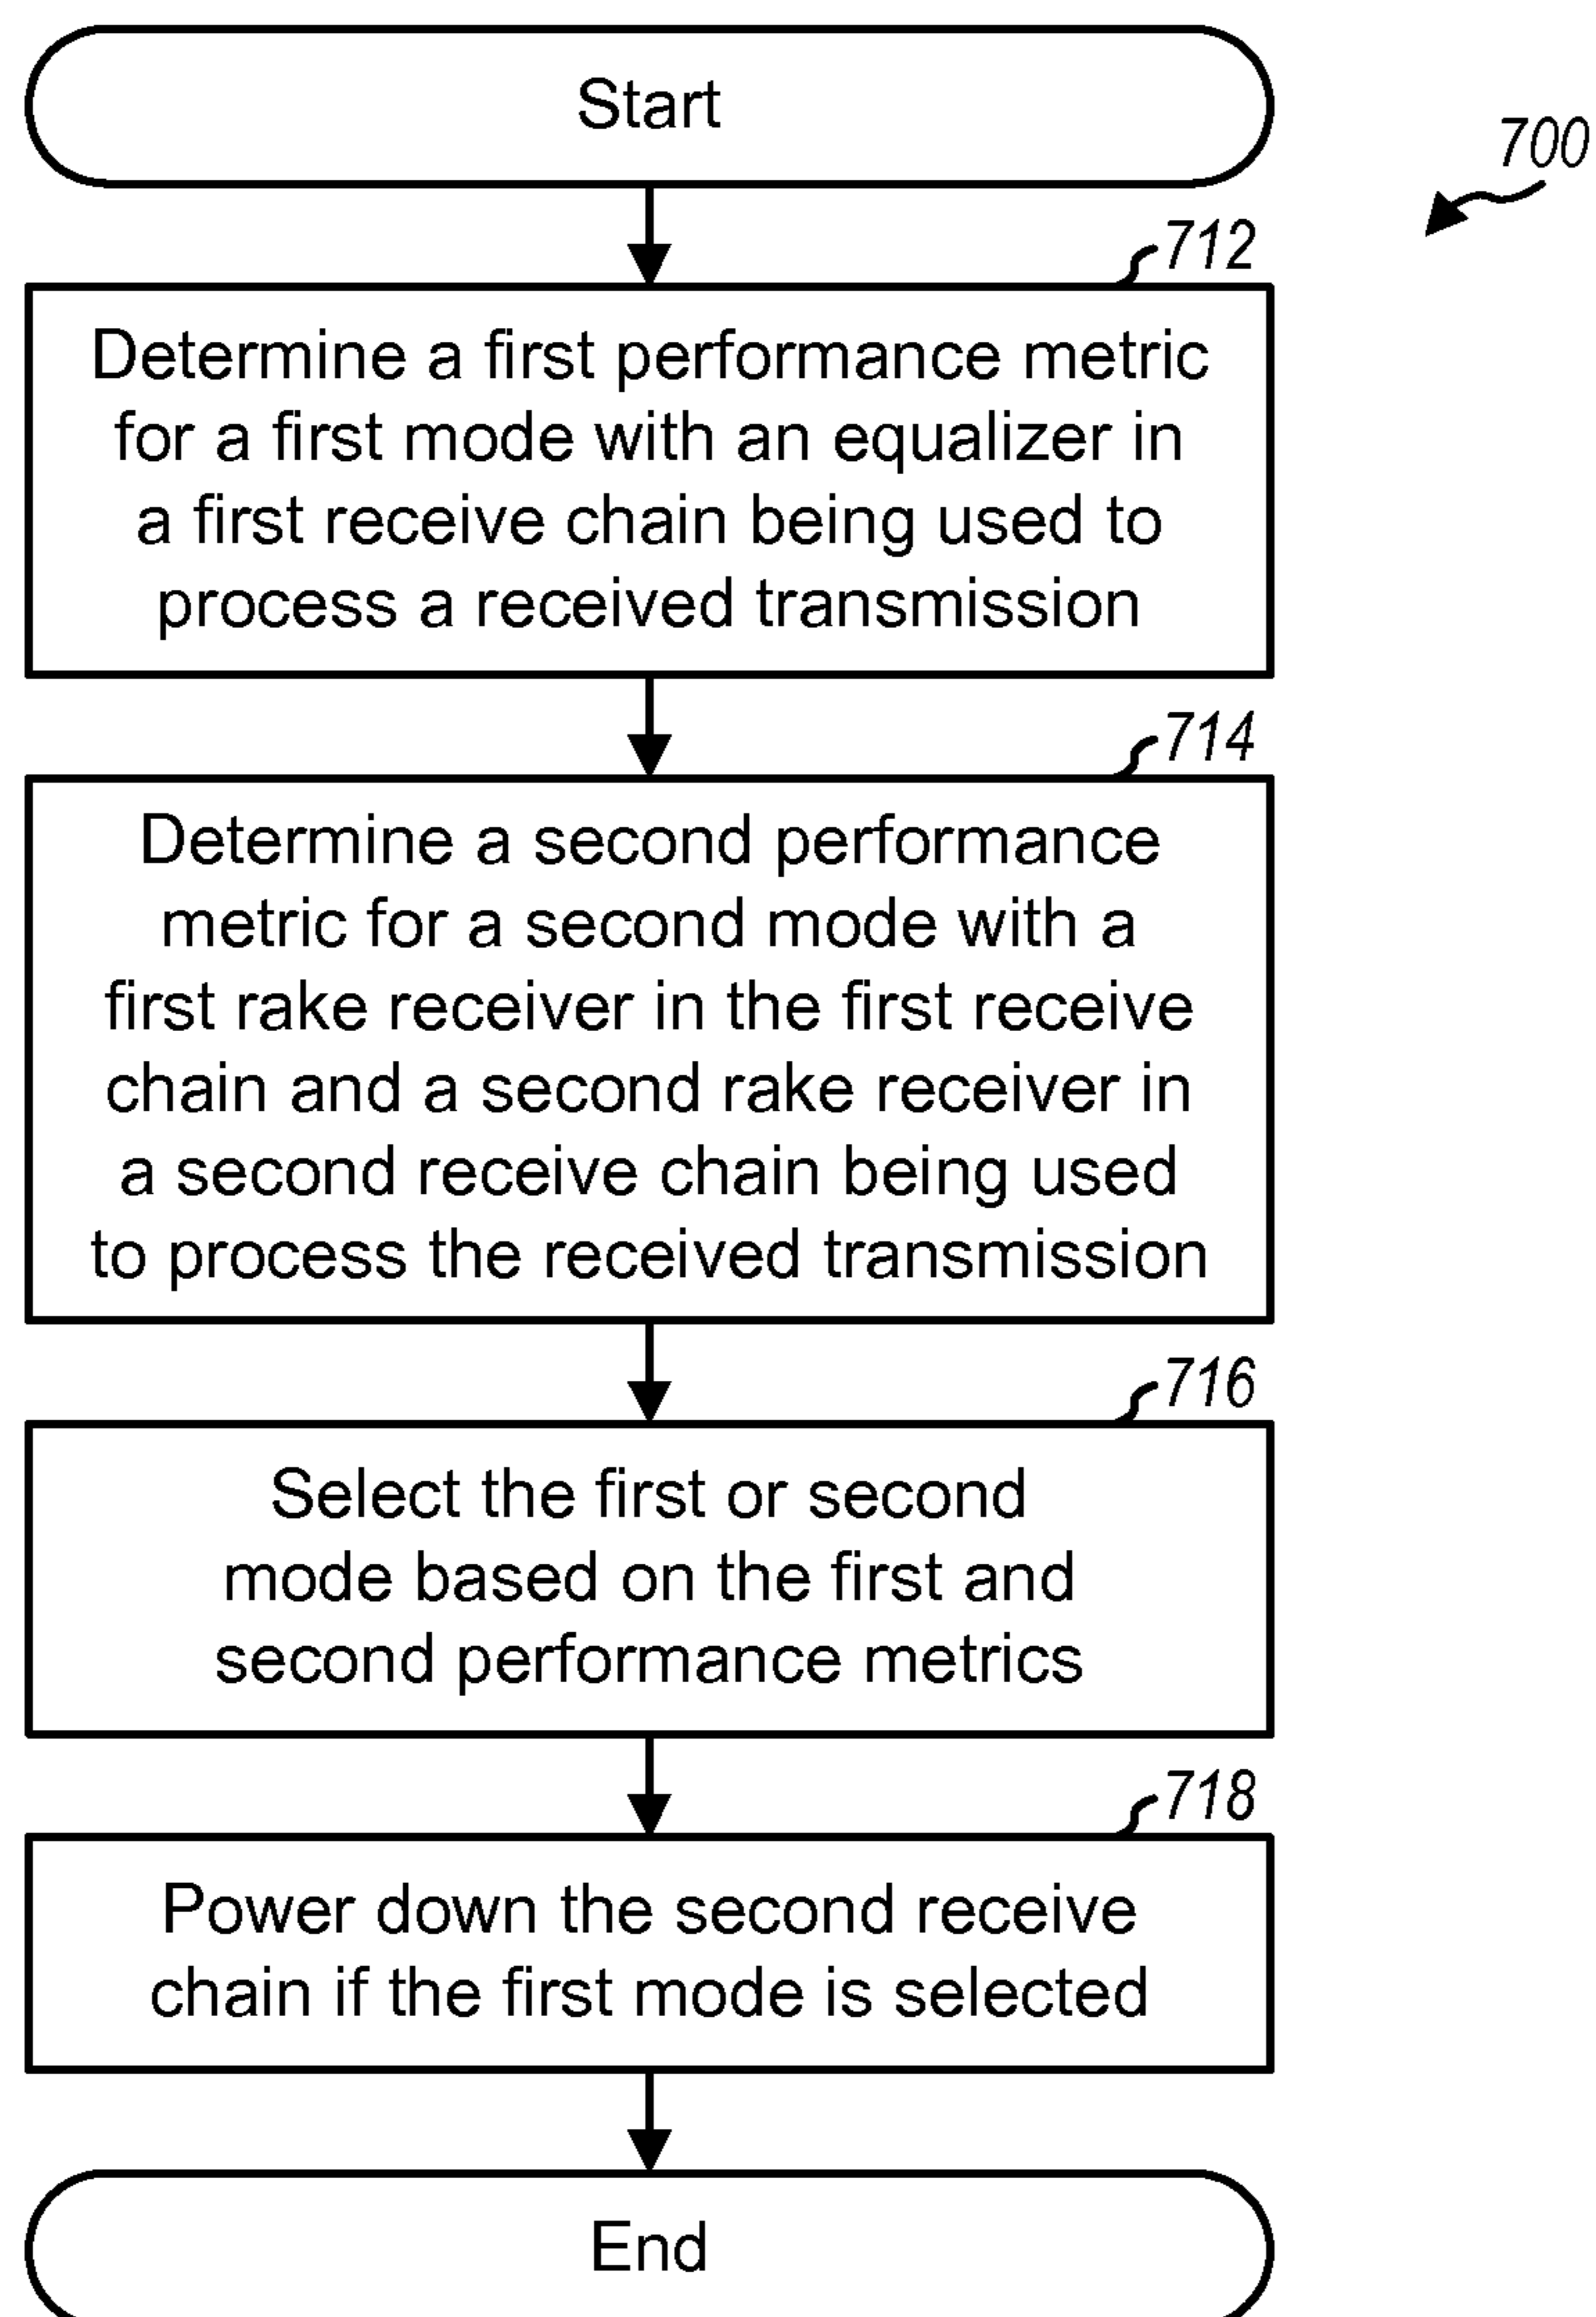 Start
700
712
Determine a first performance metric
for a first mode with an equalizer in
a first receive chain being used to
process a received transmission
714
Determine a second performance
metric for a second mode with a
first rake receiver in the first receive
chain and a second rake receiver in
a second receive chain being used
to process the received transmission
716
Select the first or second
mode based on the first and
second performance metrics
718
Power down the second receive
chain if the first mode is selected
End